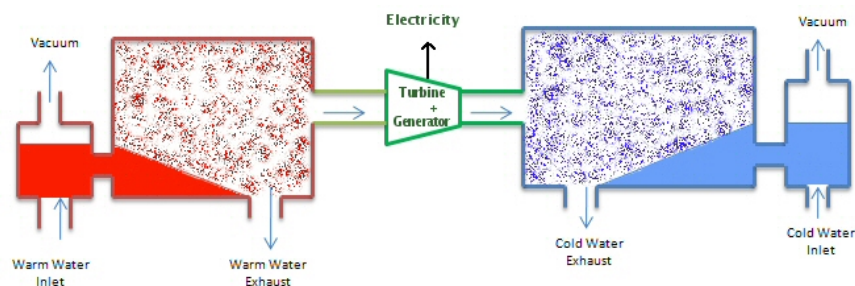 Vacuum
Electricity
Vacuum
Turbine
+
Generator
Warm Water
Inlet
Warm Water
Exhaust
Cold Water
Exhaust
Cold Water
Inlet